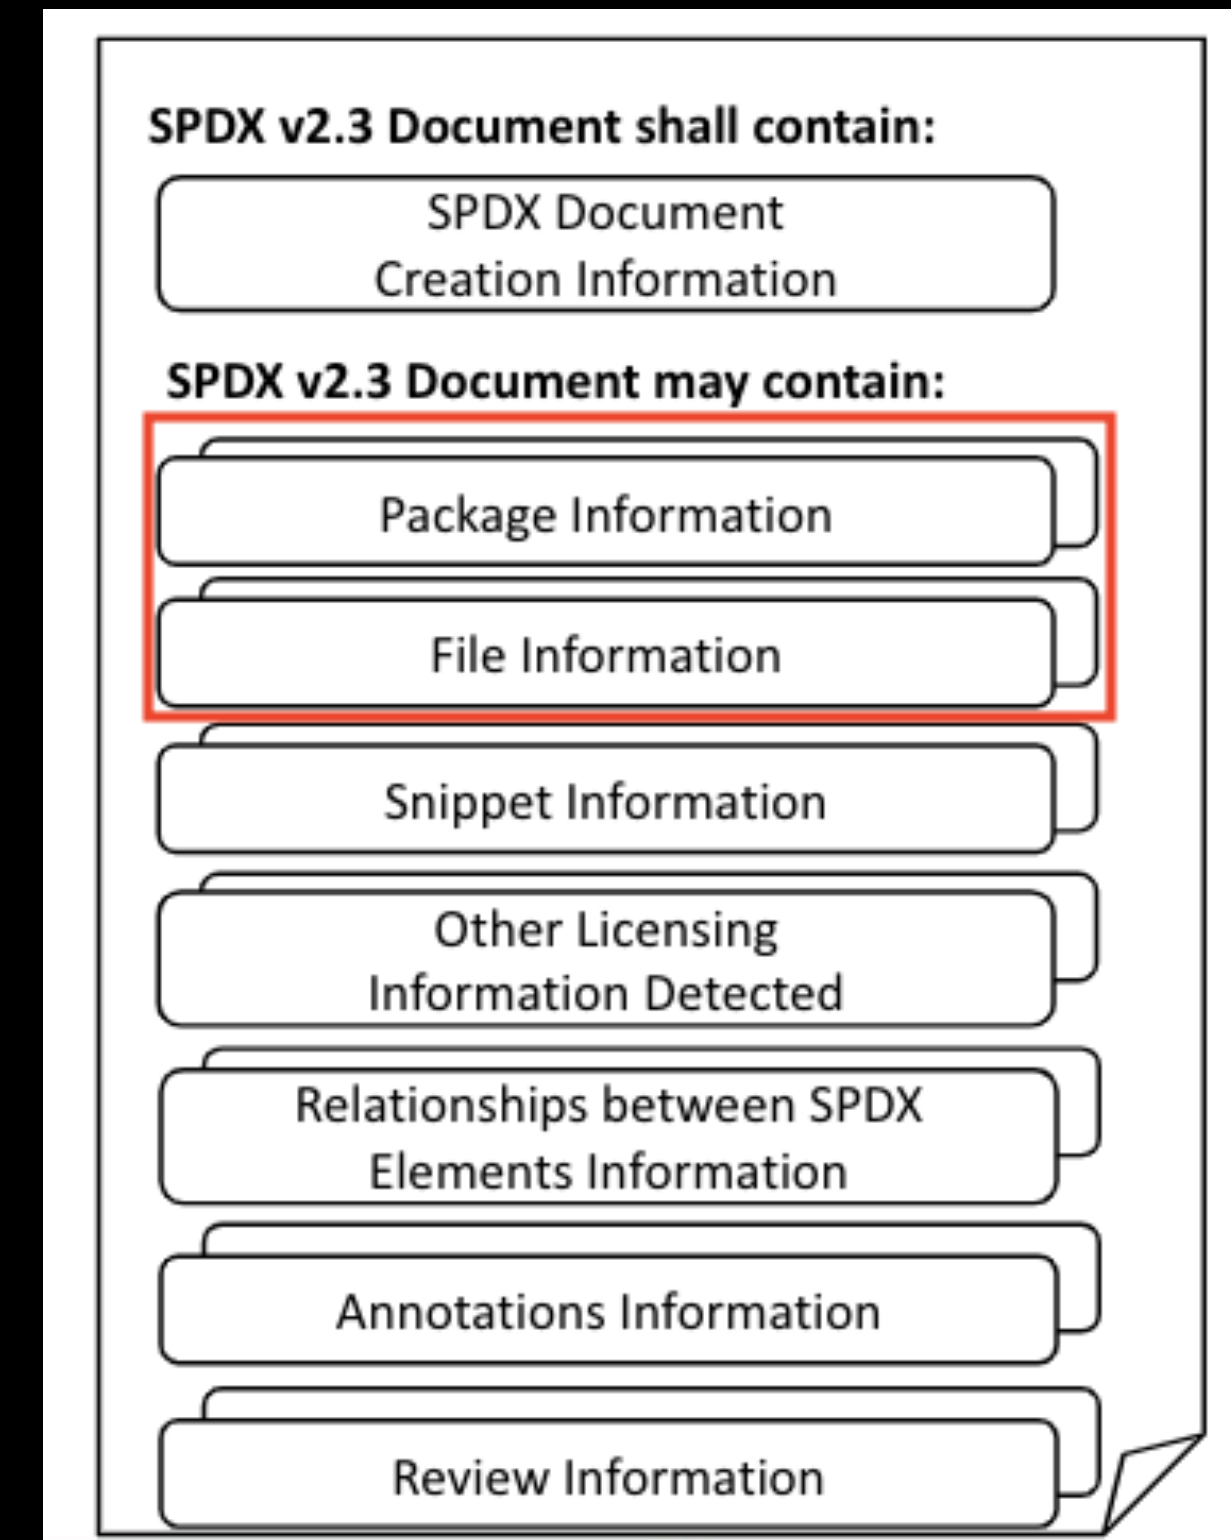 SPDX v2.3 Document shall contain:
SPDX Document
Creation Information
SPDX v2.3 Document may contain:
Package Information
File Information
Snippet Information
Other Licensing
Information Detected
Relationships between SPDX
Elements Information
Annotations Information
Review Information